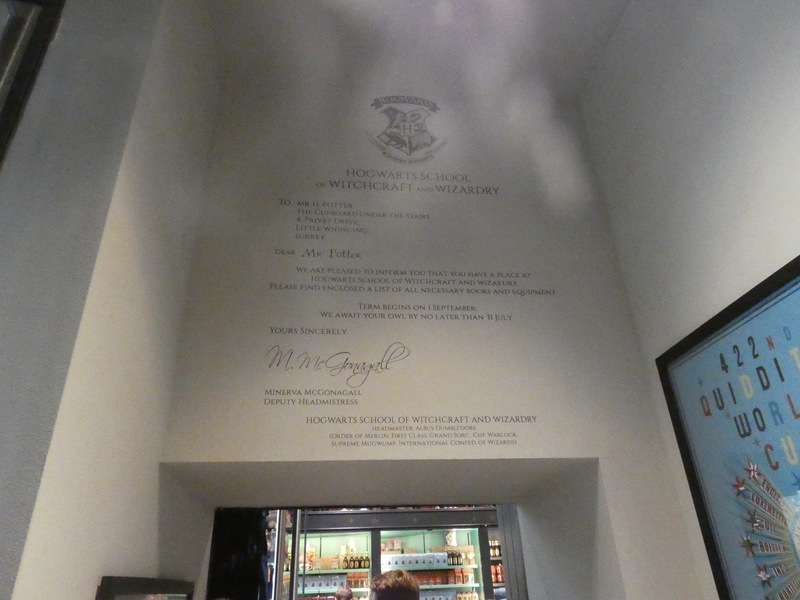 HOGWARTS
HOGWARTS SCHOOL
OF WITCHCRAFT AND WIZARDRY
TO MR H. POTTER
THE CUPBOARD UNDER THE STAIRS,
4, PRIVET DRIVE,
LITTLE WHINGING,
SURREY
DEAR Mr Potter
WE ARE PLEASED TO INFORM YOU THAT YOU HAVE A PLACE AT
HOGWARTS SCHOOL OF WITCHCRAFT AND WIZARDRY.
PLEASE FIND ENCLOSED A LIST OF ALL NECESSARY BOOKS AND EQUIPMENT.
TERM BEGINS ON 1 SEPTEMBER.
WE AWAIT YOUR OWL BY NO LATER THAN 31 JULY.
YOURS SINCERELY,
M. McGonagall
MINERVA MCGONAGALL
DEPUTY HEADMISTRESS
HOGWARTS SCHOOL OF WITCHCRAFT AND WIZARDRY
HEADMASTER: ALBUS DUMBLEDORE
(ORDER OF MERLIN, FIRST CLASS, GRAND SORC., CHF. WARLOCK,
SUPREME MUGWUMP, INTERNATIONAL CONFED. OF WIZARDS)
422ND
QUIDDIT
WORL
CU